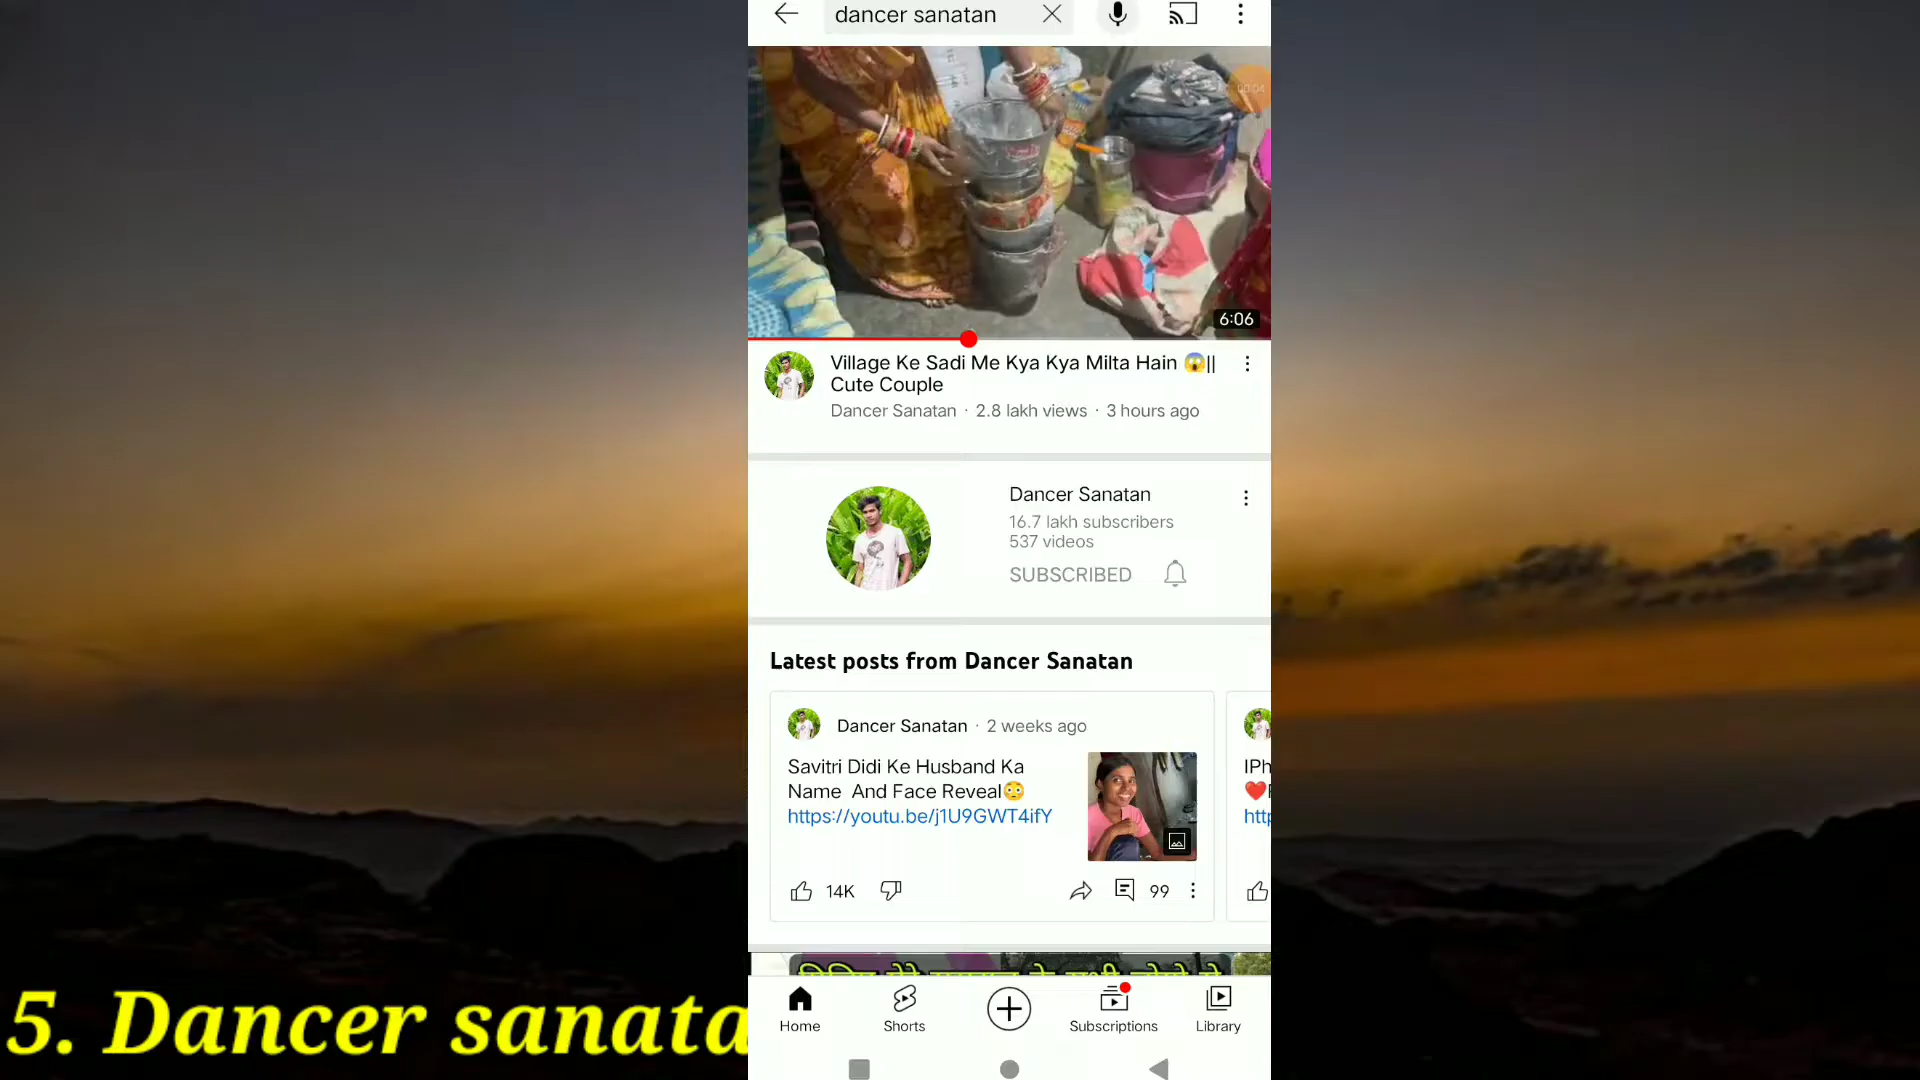 dancer sanatan
00:04
6:06
Village Ke Sadi Me Kya Kya Milta Hain 😱||
Cute Couple
Dancer Sanatan · 2.8 lakh views · 3 hours ago
Dancer Sanatan
16.7 lakh subscribers
537 videos
SUBSCRIBED
Latest posts from Dancer Sanatan
Dancer Sanatan · 2 weeks ago
Savitri Didi Ke Husband Ka
Name And Face Reveal😳
https://youtu.be/j1U9GWT4ifY
14K
99
IPh
❤️
http
5. Dancer sanata
Home
Shorts
Subscriptions
Library